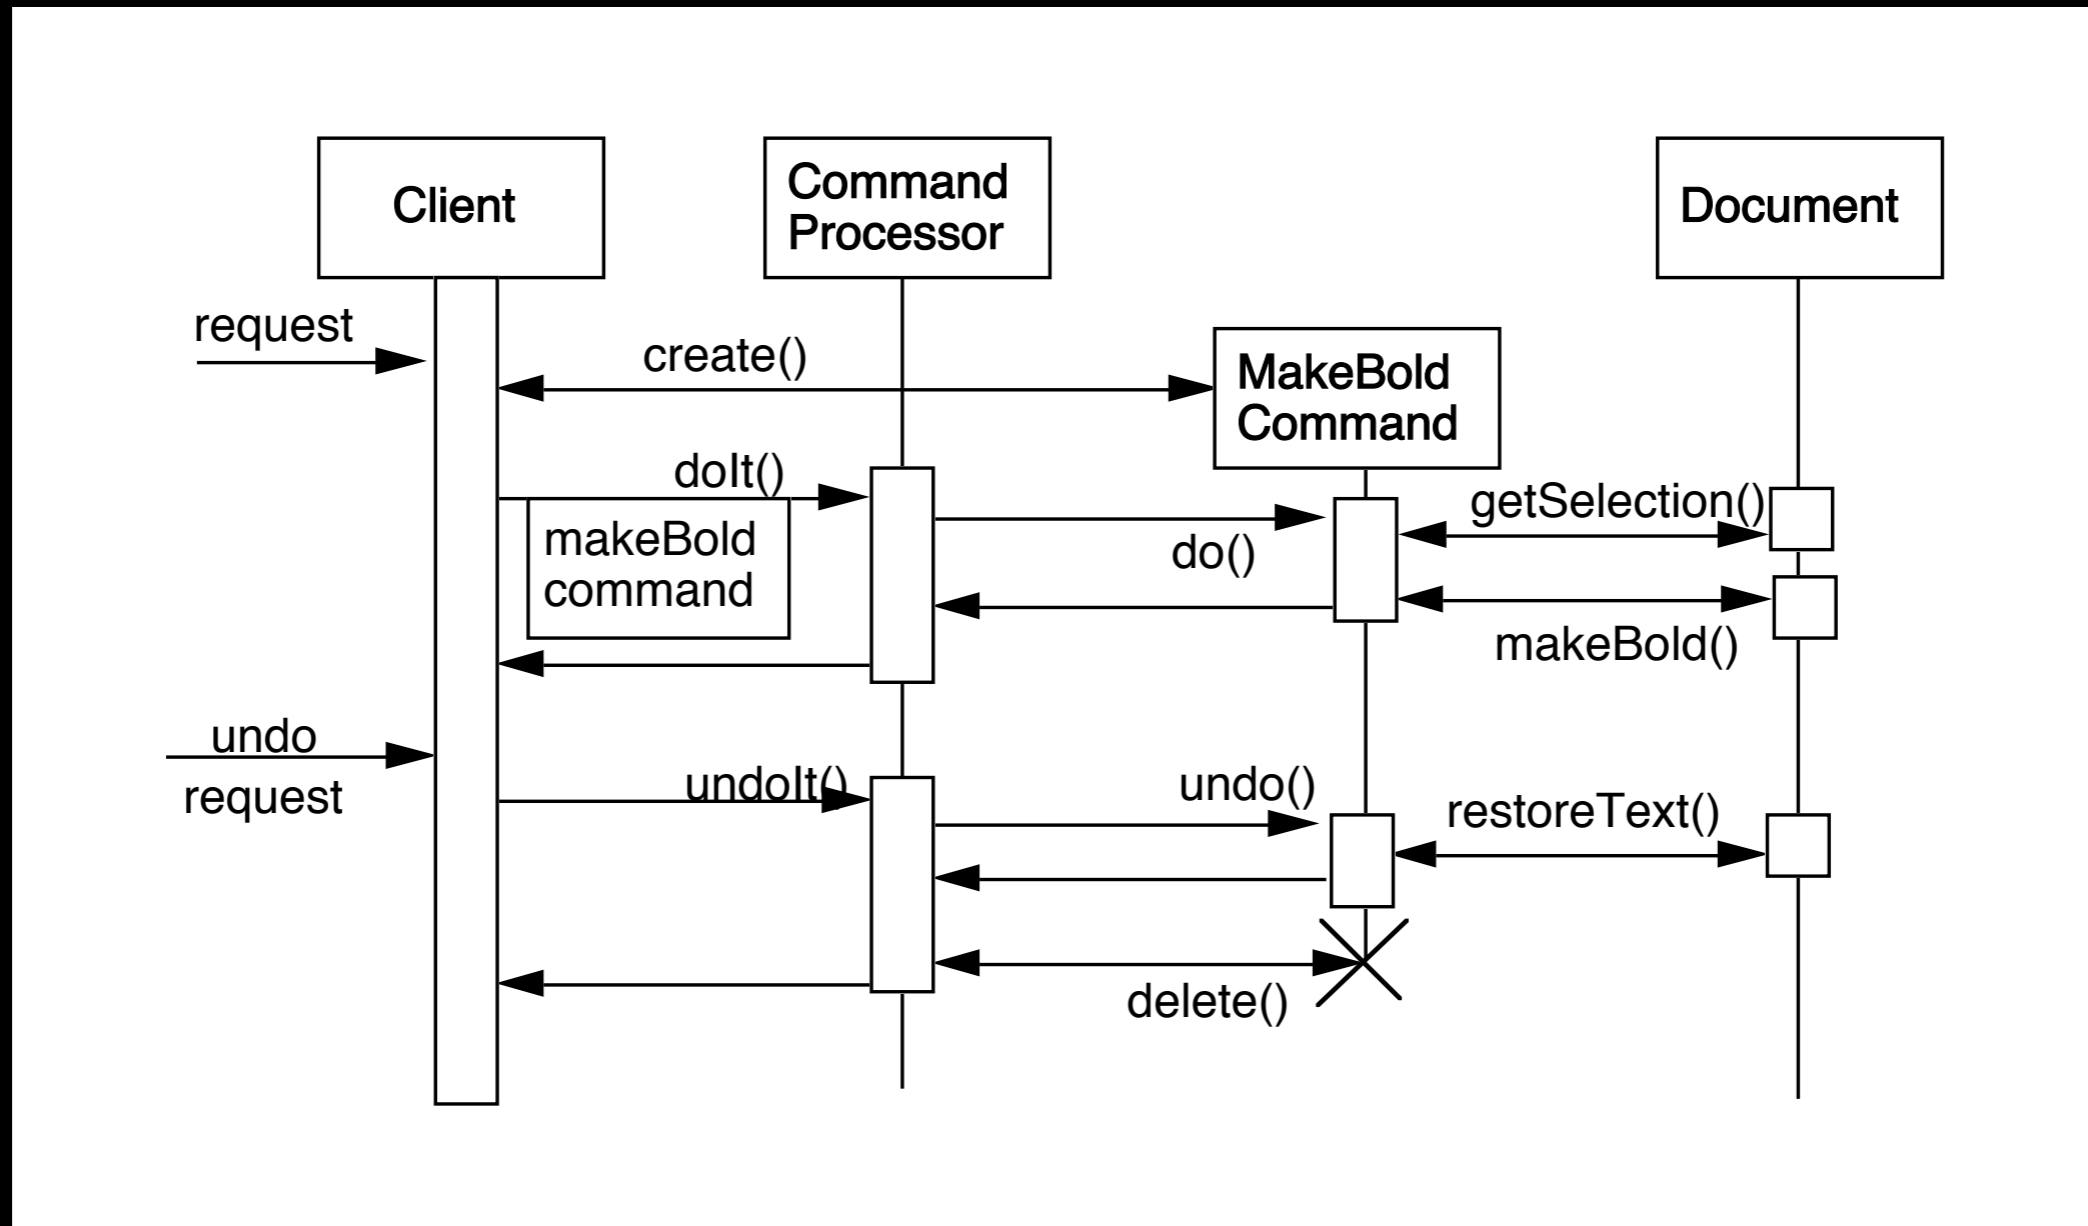 Client
Command
Processor
Document
request
create()
MakeBold
Command
doIt()
makeBold
command
do()
getSelection()
makeBold()
undo
request
undoIt()
undo()
restoreText()
delete()